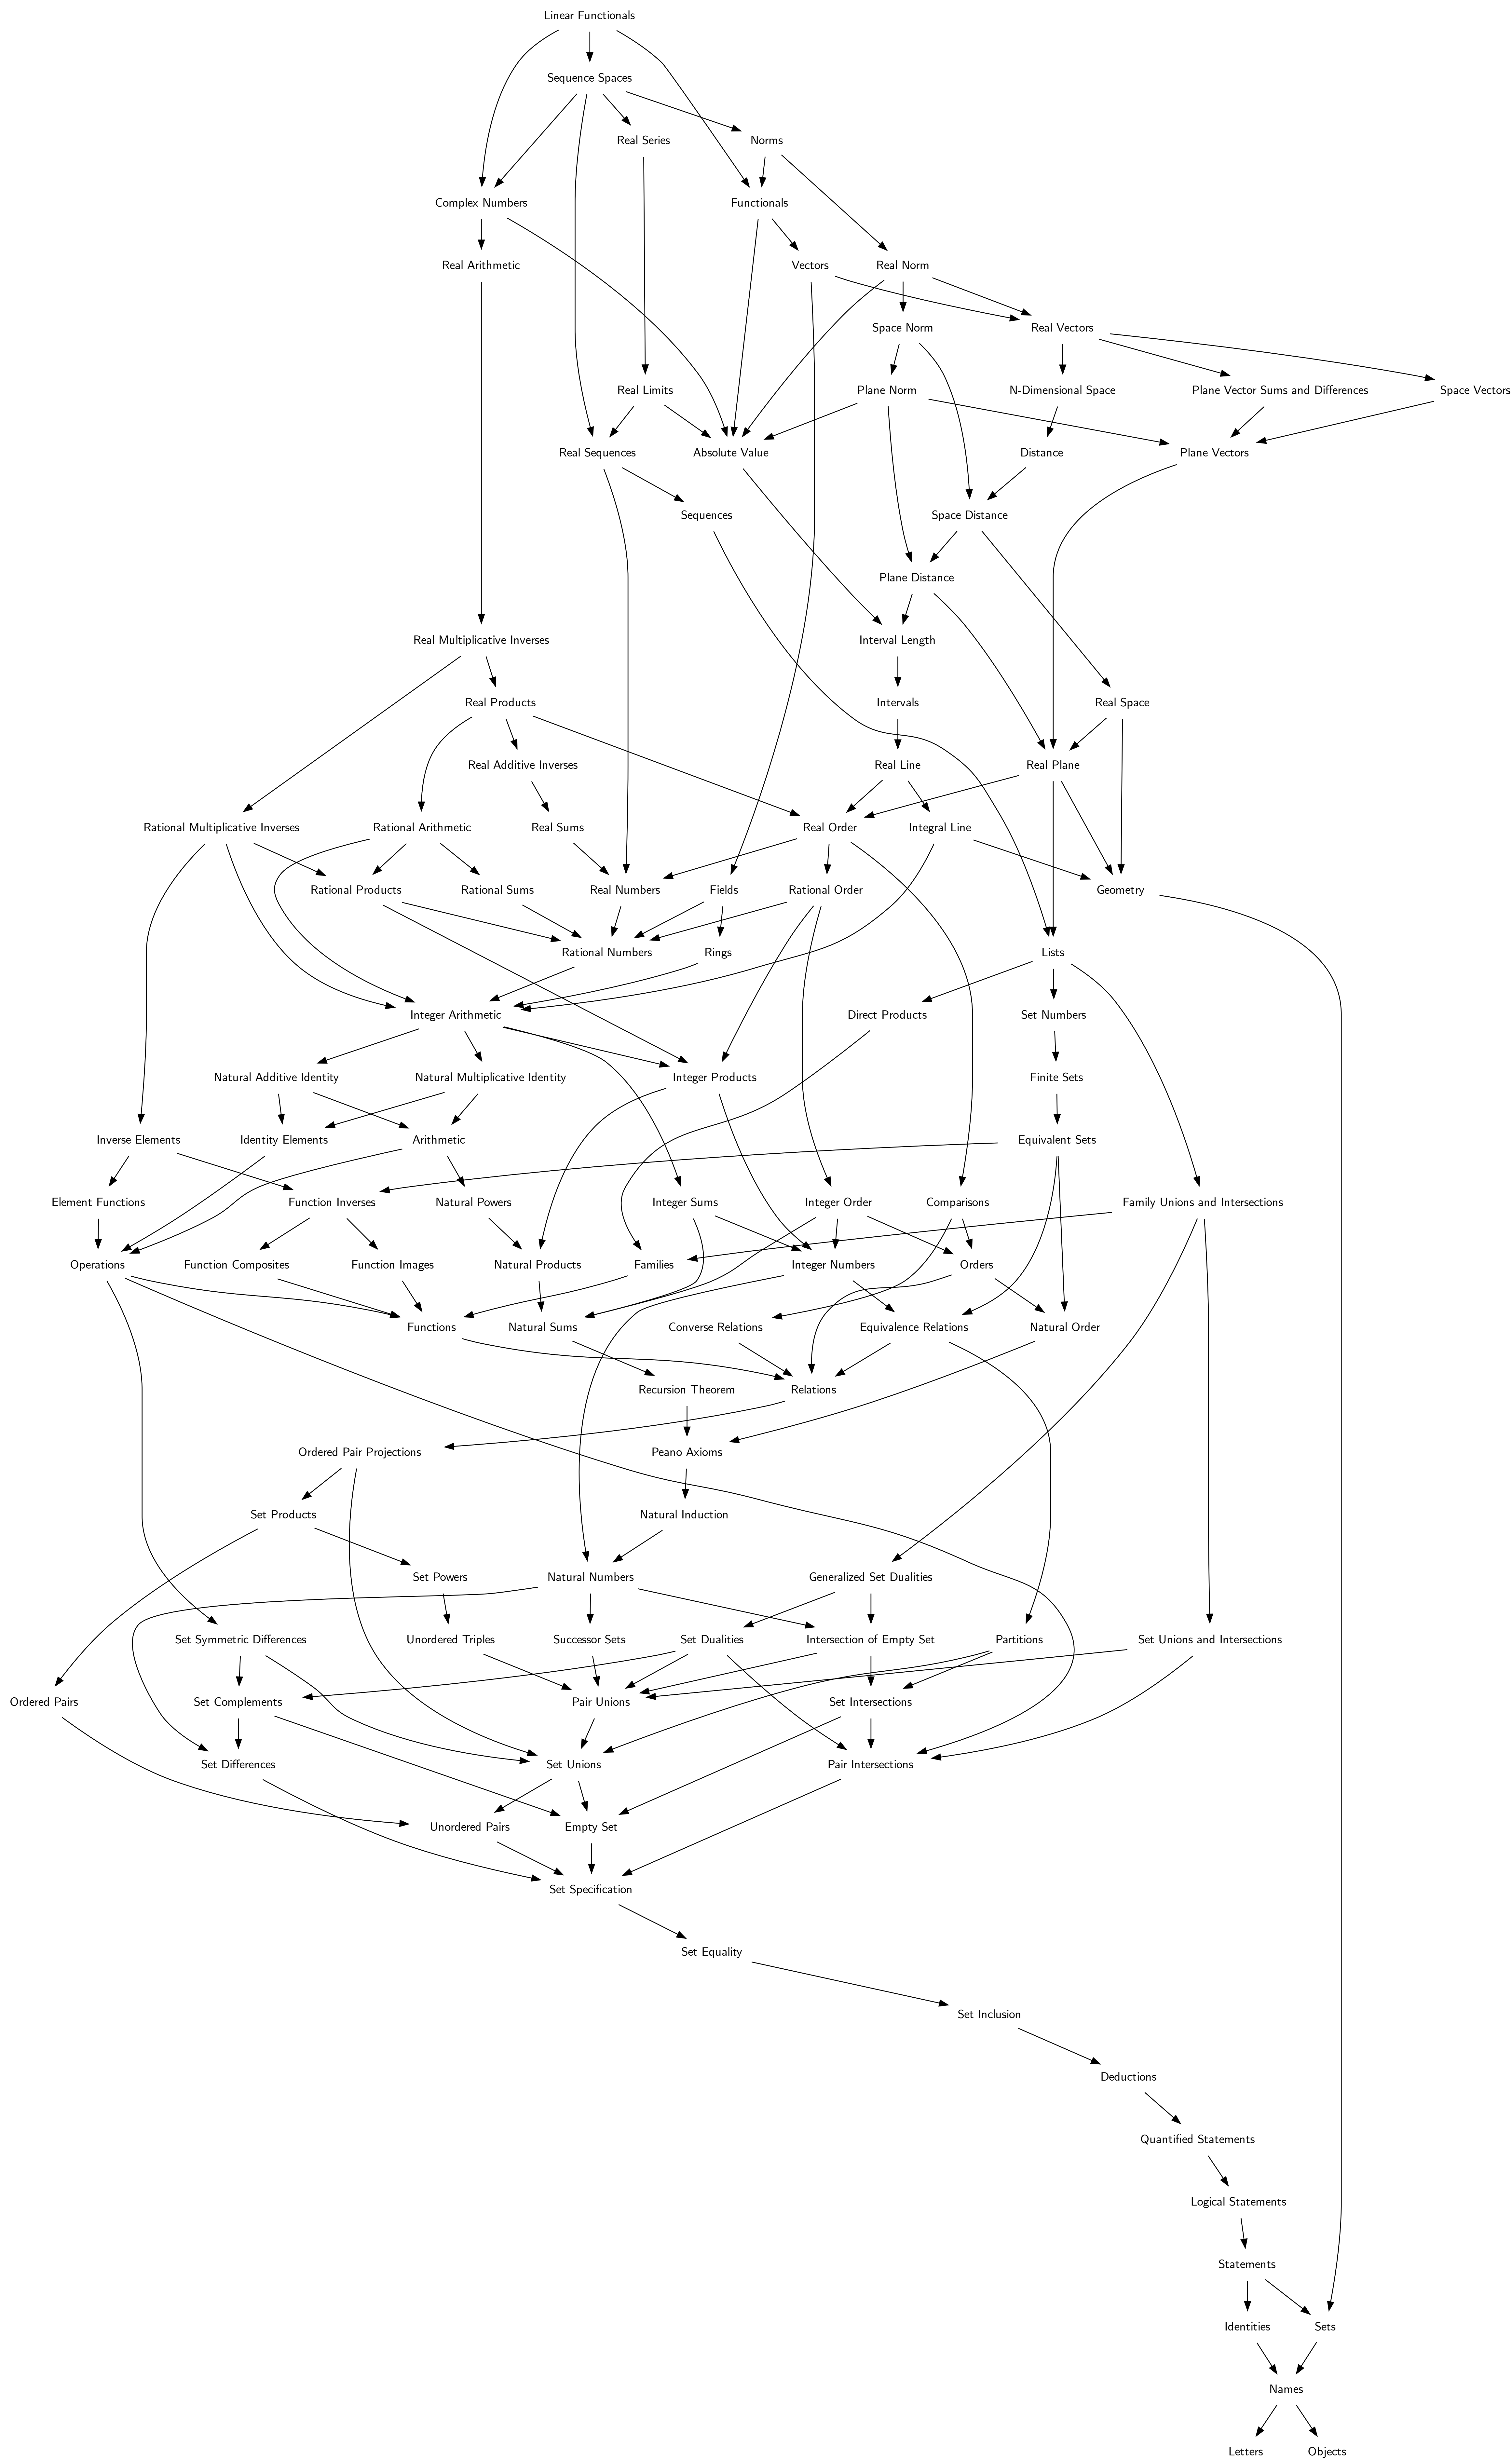 Linear Functionals
Sequence Spaces
Real Series
Norms
Complex Numbers
Functionals
Real Arithmetic
Vectors
Real Norm
Space Norm
Real Vectors
Real Limits
Plane Norm
N-Dimensional Space
Plane Vector Sums and Differences
Space Vectors
Real Sequences
Absolute Value
Distance
Plane Vectors
Sequences
Space Distance
Plane Distance
Real Multiplicative Inverses
Interval Length
Real Products
Intervals
Real Space
Real Additive Inverses
Real Line
Real Plane
Rational Multiplicative Inverses
Rational Arithmetic
Real Sums
Real Order
Integral Line
Rational Products
Rational Sums
Real Numbers
Fields
Rational Order
Geometry
Rational Numbers
Rings
Lists
Integer Arithmetic
Direct Products
Set Numbers
Natural Additive Identity
Natural Multiplicative Identity
Integer Products
Finite Sets
Inverse Elements
Identity Elements
Arithmetic
Equivalent Sets
Element Functions
Function Inverses
Natural Powers
Integer Sums
Integer Order
Comparisons
Family Unions and Intersections
Operations
Function Composites
Function Images
Natural Products
Families
Integer Numbers
Orders
Functions
Natural Sums
Converse Relations
Equivalence Relations
Natural Order
Recursion Theorem
Relations
Ordered Pair Projections
Peano Axioms
Set Products
Natural Induction
Set Powers
Natural Numbers
Generalized Set Dualities
Set Symmetric Differences
Unordered Triples
Successor Sets
Set Dualities
Intersection of Empty Set
Partitions
Set Unions and Intersections
Ordered Pairs
Set Complements
Pair Unions
Set Intersections
Set Differences
Set Unions
Pair Intersections
Unordered Pairs
Empty Set
Set Specification
Set Equality
Set Inclusion
Deductions
Quantified Statements
Logical Statements
Statements
Identities
Sets
Names
Letters
Objects